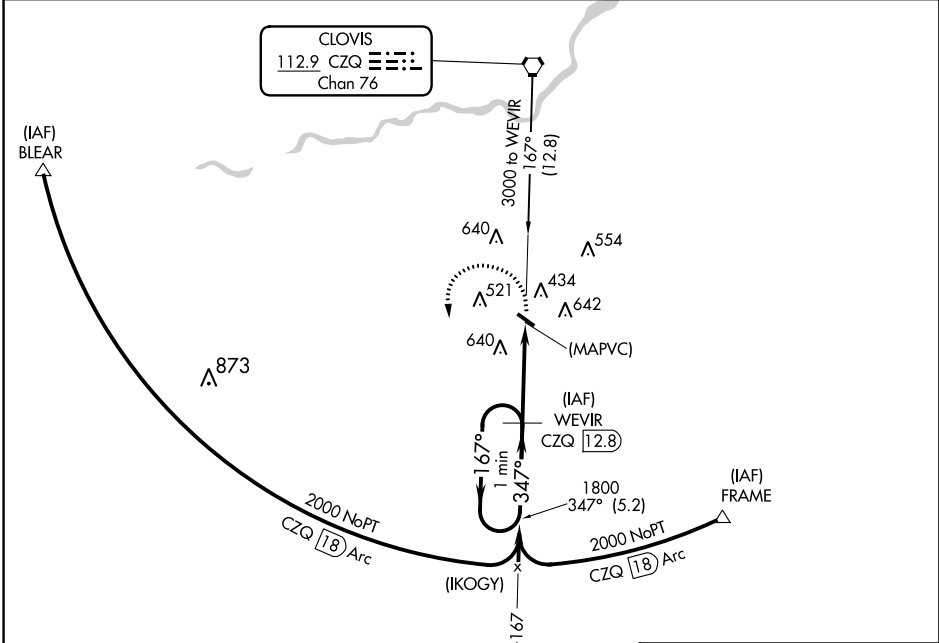 CLOVIS
112.9 CZQ
Chan 76
(IAF)
BLEAR
3000 to WEVIR
167°
(12.8)
640
554
521
434
642
640
(MAPVC)
873
(IAF)
WEVIR
CZQ 12.8
167°
1 min
347°
1800
347° (5.2)
(IAF)
FRAME
2000 NoPT
CZQ 18 Arc
2000 NoPT
CZQ 18 Arc
(IKOGY)